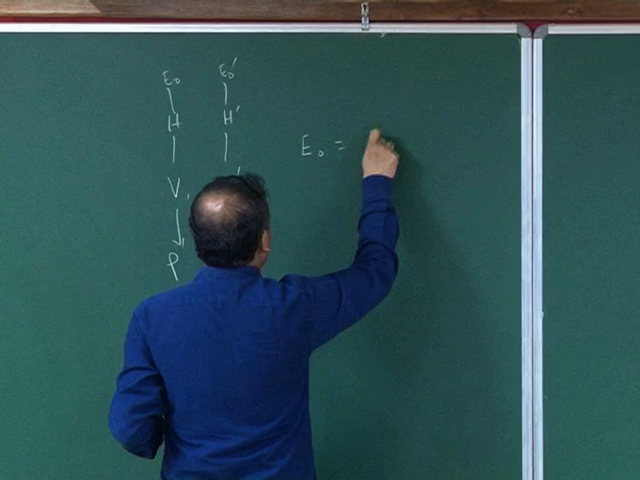 E₀ E₀′
H H′
E₀ =
V, ′
P